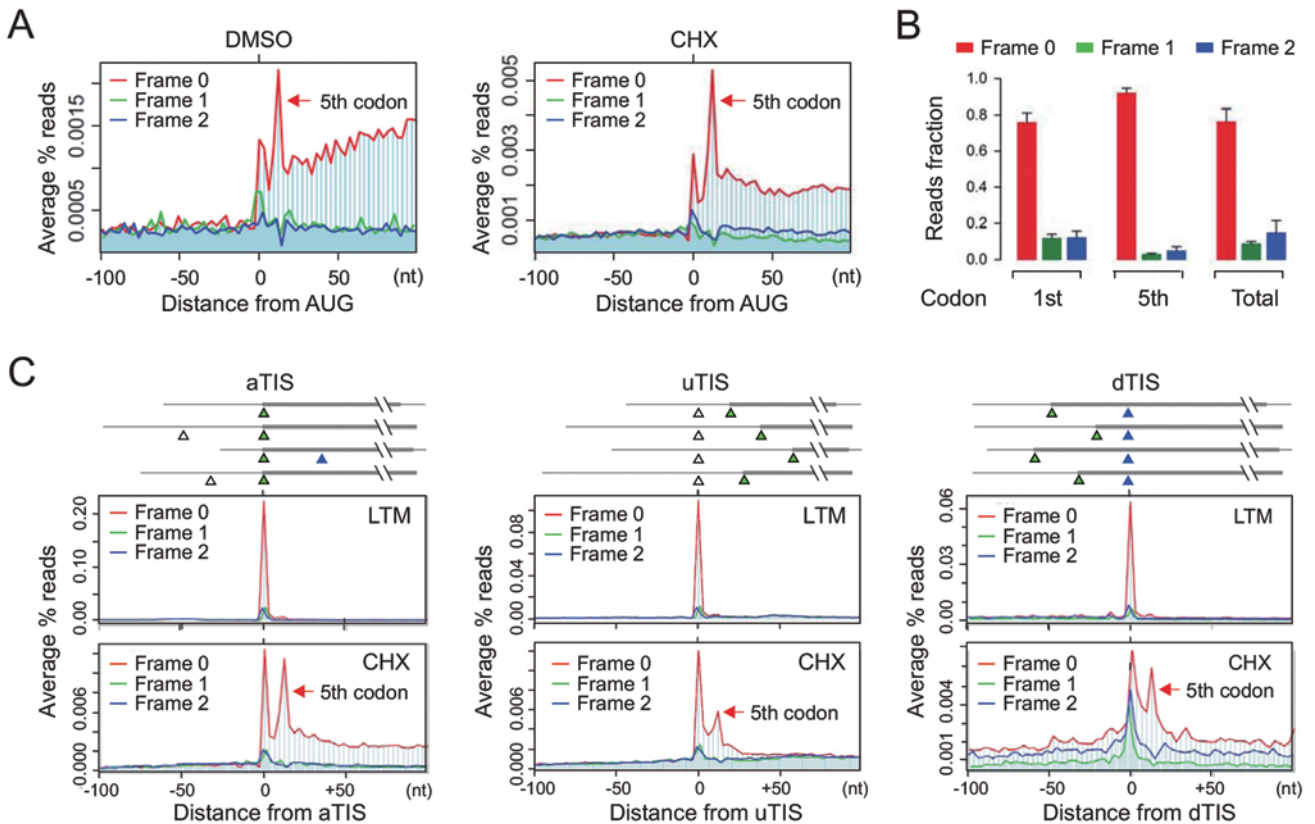 A
DMSO
Average % reads
0.0005
0.0015
Frame 0
Frame 1
Frame 2
5th codon
-100
-50
0
50
(nt)
Distance from AUG
CHX
Average % reads
0.001
0.003
0.005
Frame 0
Frame 1
Frame 2
5th codon
-100
-50
0
50
(nt)
Distance from AUG
B
Frame 0 Frame 1 Frame 2
Reads fraction
1.0
0.8
0.6
0.4
0.2
0.0
Codon 1st 5th Total
C
aTIS
Average % reads
0.20
0.10
0.00
Frame 0
Frame 1
Frame 2
LTM
-50
0
+50
0.006
0.000
Frame 0
Frame 1
Frame 2
CHX
5th codon
-100
-50
0
+50
(nt)
Distance from aTIS
uTIS
Average % reads
0.08
0.04
0.00
Frame 0
Frame 1
Frame 2
LTM
0.006
0.000
Frame 0
Frame 1
Frame 2
CHX
5th codon
-100
-50
0
+50
(nt)
Distance from uTIS
dTIS
Average % reads
0.06
0.03
0.00
Frame 0
Frame 1
Frame 2
LTM
0.004
0.001
Frame 0
Frame 1
Frame 2
CHX
5th codon
-100
-50
0
+50
(nt)
Distance from dTIS